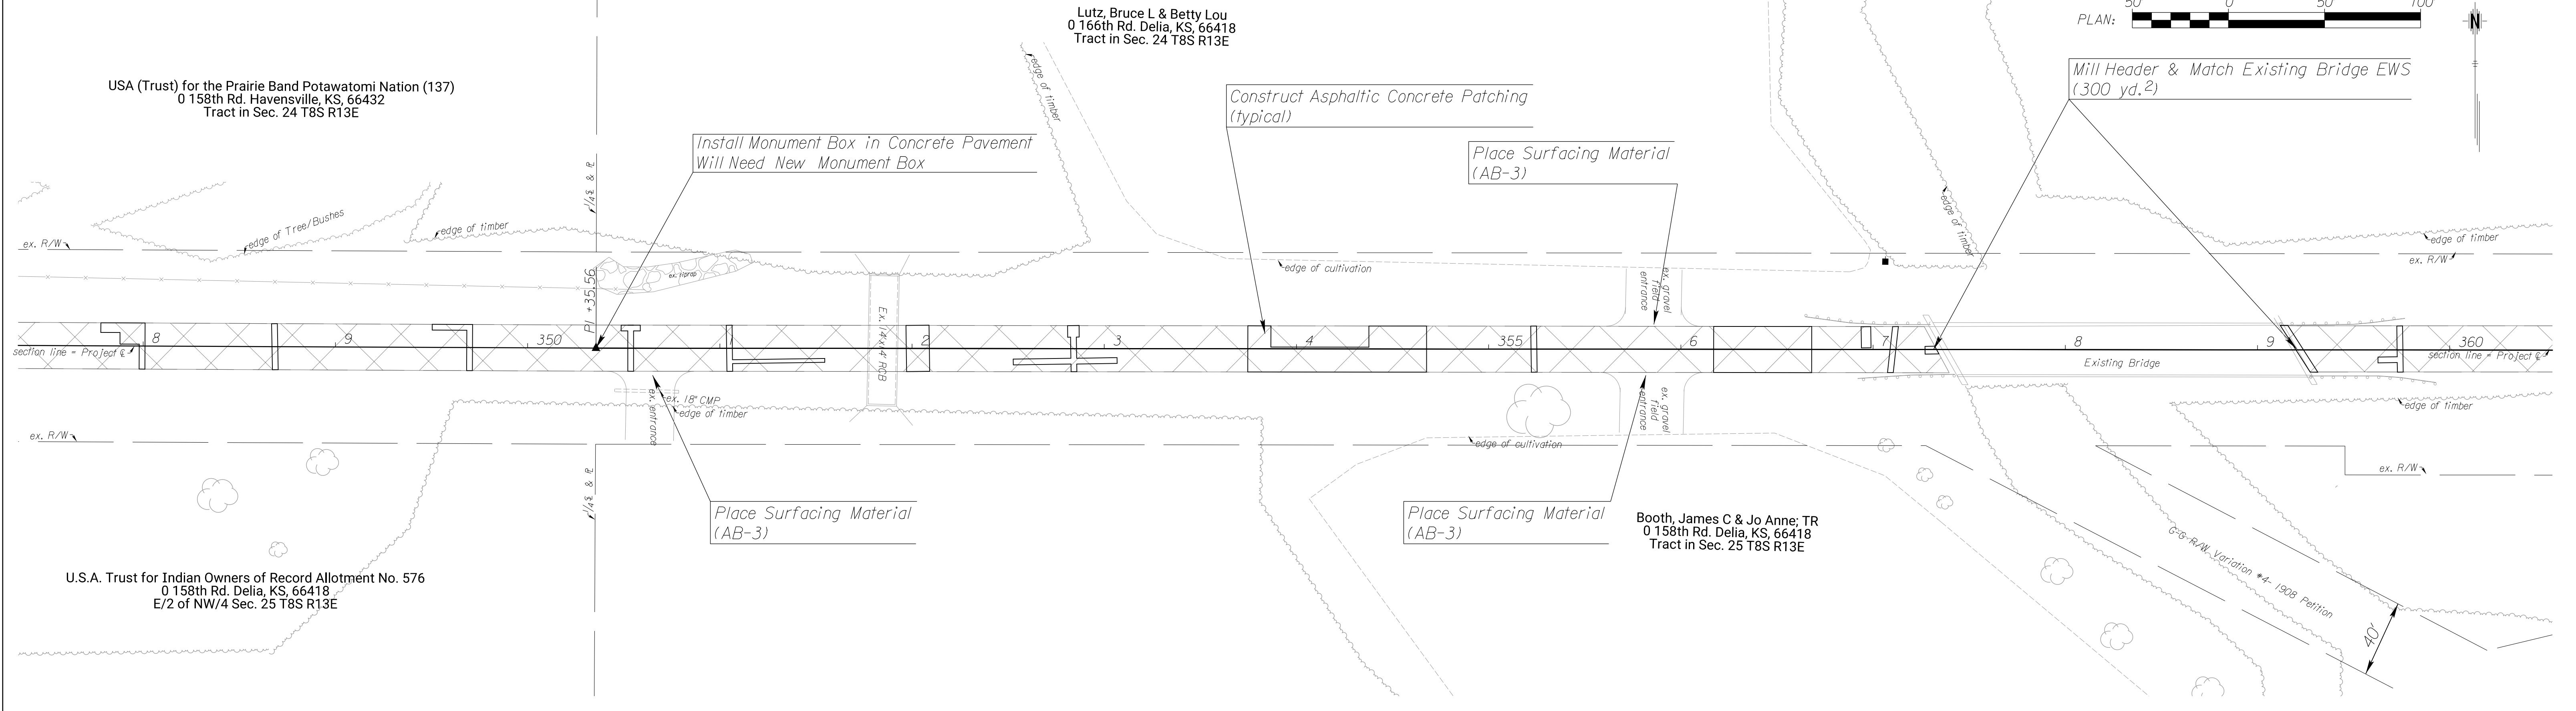 Lutz, Bruce L & Betty Lou
0 166th Rd. Delia, KS, 66418
Tract in Sec. 24 T8S R13E
PLAN:
50 0 50 100
N
USA (Trust) for the Prairie Band Potawatomi Nation (137)
0 158th Rd. Havensville, KS, 66432
Tract in Sec. 24 T8S R13E
Mill Header & Match Existing Bridge EWS
(300 yd.²)
Construct Asphaltic Concrete Patching
(typical)
Install Monument Box in Concrete Pavement
Will Need New Monument Box
Place Surfacing Material
(AB-3)
edge of timber
edge of timber
1/4 ℄ & ℙ
edge of Tree/Bushes
edge of timber
edge of timber
ex. R/W
ex. R/W
ex. riprap
edge of cultivation
PI +35.56
ex. gravel
field
entrance
Ex. 14'x4' RCB
8 9 350 1 2 3 4 355 6 7 8 9 360
section line = Project ℄
section line = Project ℄
Existing Bridge
ex. 18" CMP
ex. entrance
edge of timber
ex. gravel
field
entrance
edge of timber
ex. R/W
edge of cultivation
ex. R/W
1/4 ℄ & ℙ
Place Surfacing Material
(AB-3)
Place Surfacing Material
(AB-3)
Booth, James C & Jo Anne; TR
0 158th Rd. Delia, KS, 66418
Tract in Sec. 25 T8S R13E
G-G R/W Variation #4- 1908 Petition
40'
U.S.A. Trust for Indian Owners of Record Allotment No. 576
0 158th Rd. Delia, KS, 66418
E/2 of NW/4 Sec. 25 T8S R13E